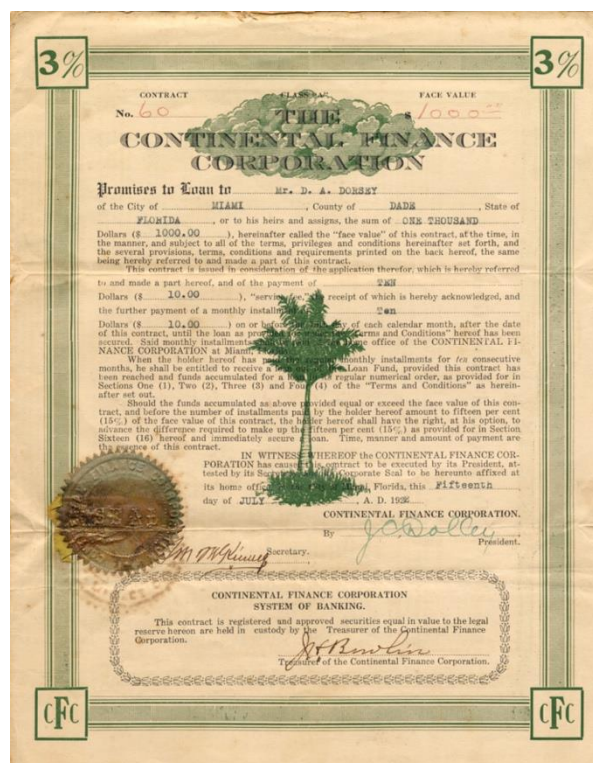 3% 3%
CONTRACT CLASS "A" FACE VALUE
No. 60 $ 1000.00
THE
CONTINENTAL FINANCE
CORPORATION
Promises to Loan to Mr. D. A. DORSEY
of the City of MIAMI , County of DADE , State of
FLORIDA , or to his heirs and assigns, the sum of ONE THOUSAND
Dollars ($ 1000.00 ), hereinafter called the "face value" of this contract, at the time, in
the manner, and subject to all of the terms, privileges and conditions hereinafter set forth, and
the several provisions, terms, conditions and requirements printed on the back hereof, the same
being hereby referred to and made a part of this contract.
This contract is issued in consideration of the application therefor, which is hereby referred
to and made a part hereof, and of the payment of TEN
Dollars ($ 10.00 ), "service receipt of which is hereby acknowledged, and
the further payment of a monthly Ten
Dollars ($ 10.00 ) on or before of each calendar month, after the date
of this contract, until the loan as Terms and Conditions" hereof has been
secured. Said monthly installments office of the CONTINENTAL FI-
NANCE CORPORATION at Miami,
When the holder hereof has monthly installments for ten consecutive
months, he shall be entitled to receive a Loan Fund, provided this contract has
been reached and funds accumulated for a regular numerical order, as provided for in
Sections One (1), Two (2), Three (3) and Four (4) of the "Terms and Conditions" as herein-
after set out.
Should the funds accumulated as above provided equal or exceed the face value of this con-
tract, and before the number of installments paid by the holder hereof amount to fifteen per cent
(15%) of the face value of this contract, the holder hereof shall have the right, at his option, to
advance the difference required to make up the fifteen per cent (15%) as provided for in Section
Sixteen (16) hereof and immediately secure a loan. Time, manner and amount of payment are
the essence of this contract.
IN WITNESS WHEREOF the CONTINENTAL FINANCE COR-
PORATION has caused this contract to be executed by its President, at-
tested by its Secretary Corporate Seal to be hereunto affixed at
its home office Florida, this Fifteenth
day of JULY , A. D. 192
CONTINENTAL FINANCE CORPORATION.
By
President.
Secretary.
CONTINENTAL FINANCE CORPORATION
SYSTEM OF BANKING.
This contract is registered and approved securities equal in value to the legal
reserve hereon are held in custody by the Treasurer of the Continental Finance
Corporation.
Treasurer of the Continental Finance Corporation.
CFC CFC